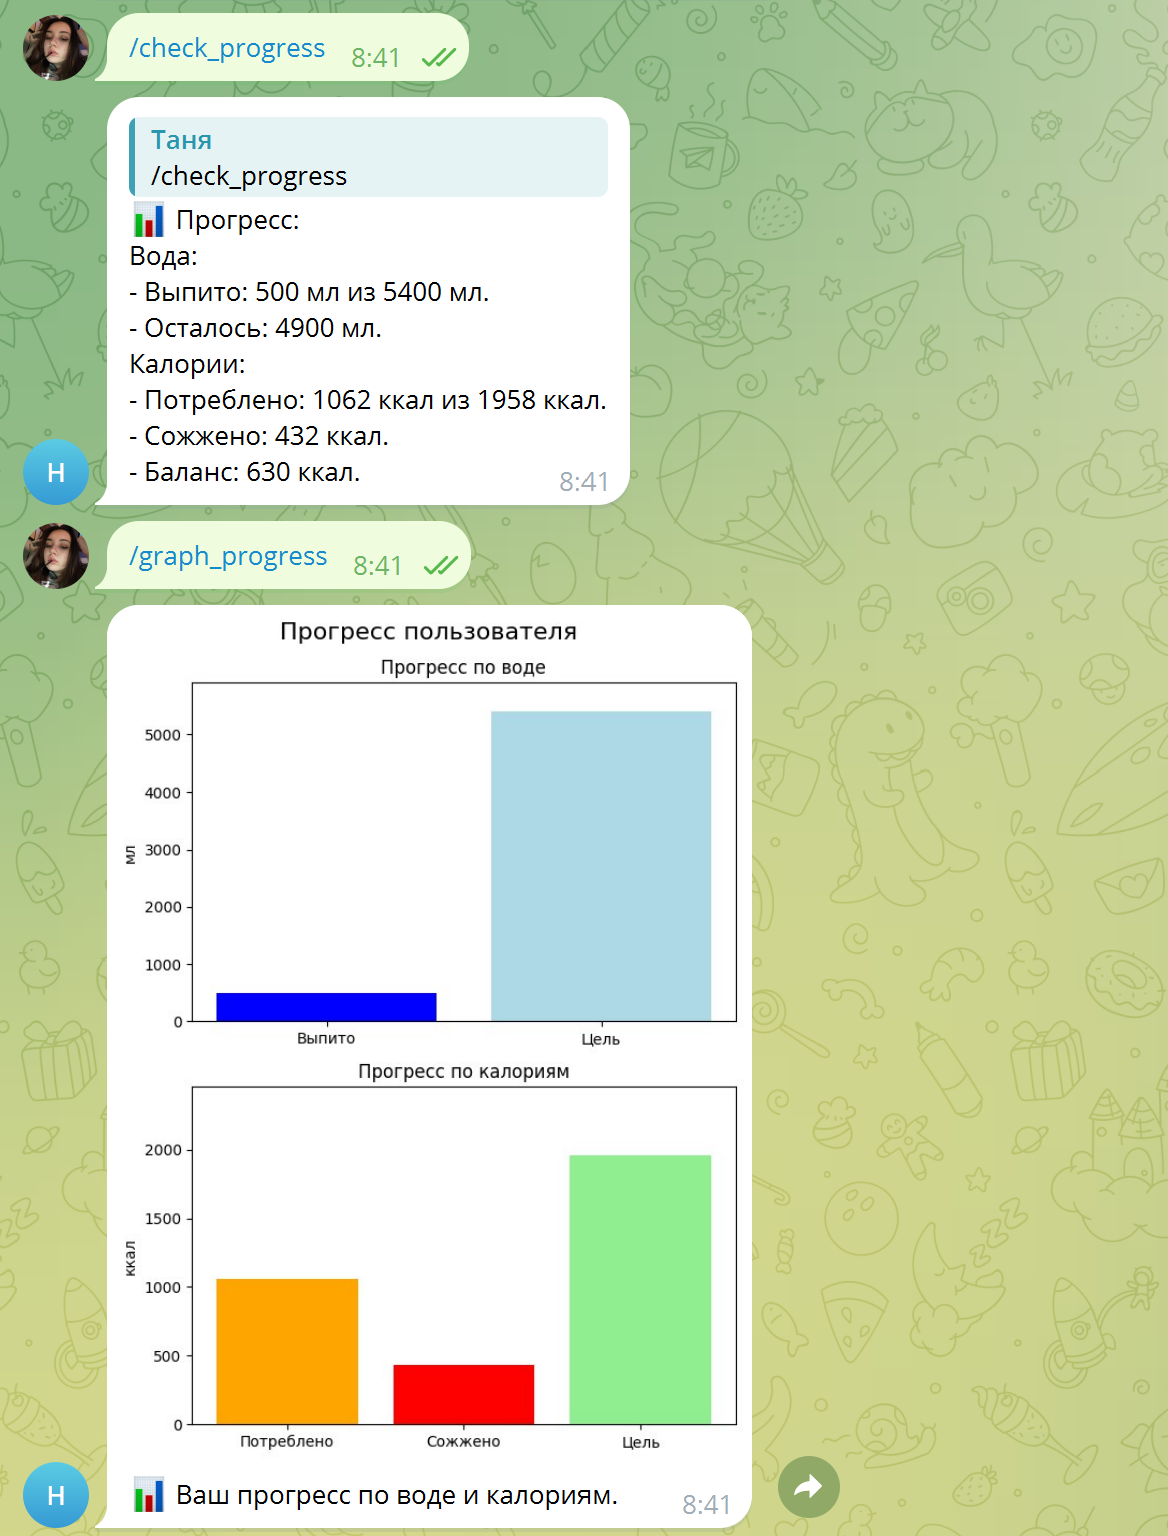 /check_progress 8:41
Таня
/check_progress
Прогресс:
Вода:
- Выпито: 500 мл из 5400 мл.
- Осталось: 4900 мл.
Калории:
- Потреблено: 1062 ккал из 1958 ккал.
- Сожжено: 432 ккал.
- Баланс: 630 ккал.
8:41
Н
/graph_progress 8:41
Прогресс пользователя
Прогресс по воде
5000
4000
3000
2000
1000
0
мл
Выпито Цель
Прогресс по калориям
2000
1500
1000
500
0
ккал
Потреблено Сожжено Цель
Ваш прогресс по воде и калориям. 8:41
Н